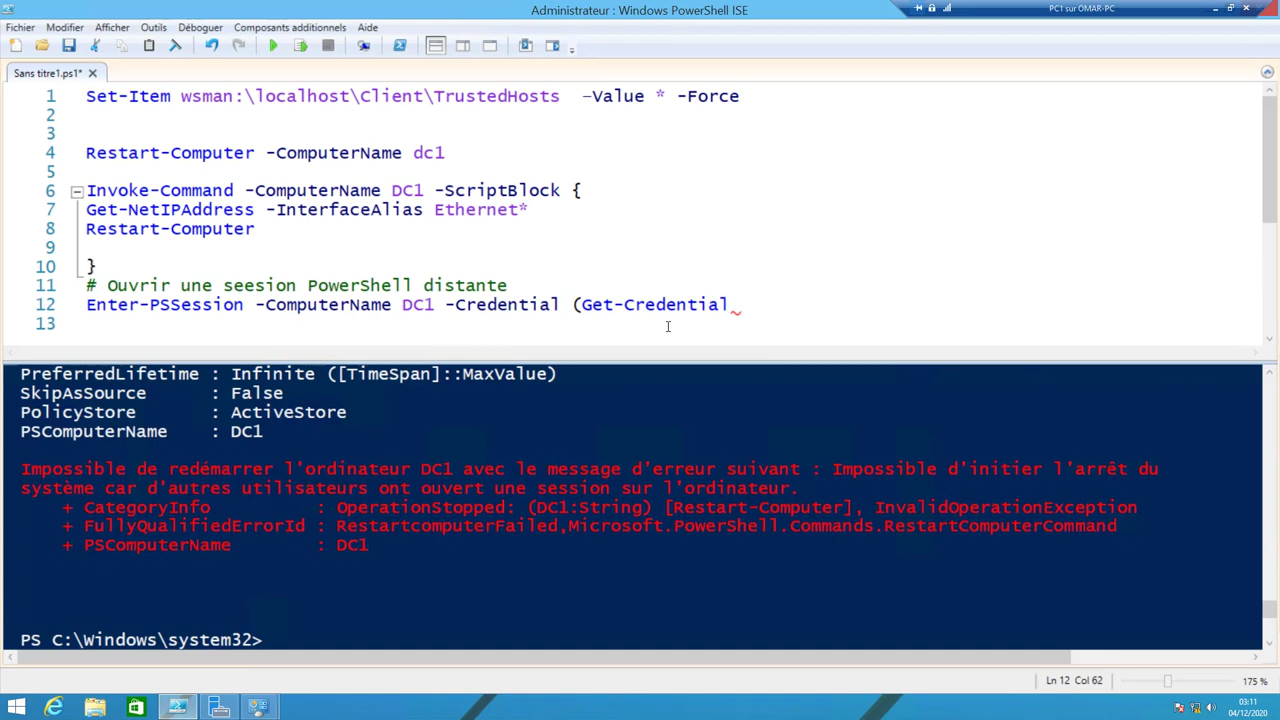 Administrateur : Windows PowerShell ISE
PC1 sur OMAR-PC
Fichier Modifier Afficher Outils Déboguer Composants additionnels Aide
Sans titre1.ps1*
1 Set-Item wsman:\localhost\Client\TrustedHosts –Value * -Force
2
3
4 Restart-Computer -ComputerName dc1
5
6 Invoke-Command -ComputerName DC1 -ScriptBlock {
7 Get-NetIPAddress -InterfaceAlias Ethernet*
8 Restart-Computer
9
10 }
11 # Ouvrir une seesion PowerShell distante
12 Enter-PSSession -ComputerName DC1 -Credential (Get-Credential
13
PreferredLifetime : Infinite ([TimeSpan]::MaxValue)
SkipAsSource : False
PolicyStore : ActiveStore
PSComputerName : DC1
Impossible de redémarrer l'ordinateur DC1 avec le message d'erreur suivant : Impossible d'initier l'arrêt du
système car d'autres utilisateurs ont ouvert une session sur l'ordinateur.
+ CategoryInfo : OperationStopped: (DC1:String) [Restart-Computer], InvalidOperationException
+ FullyQualifiedErrorId : RestartcomputerFailed,Microsoft.PowerShell.Commands.RestartComputerCommand
+ PSComputerName : DC1
PS C:\Windows\system32>
Ln 12 Col 62
175 %
03:11
04/12/2020